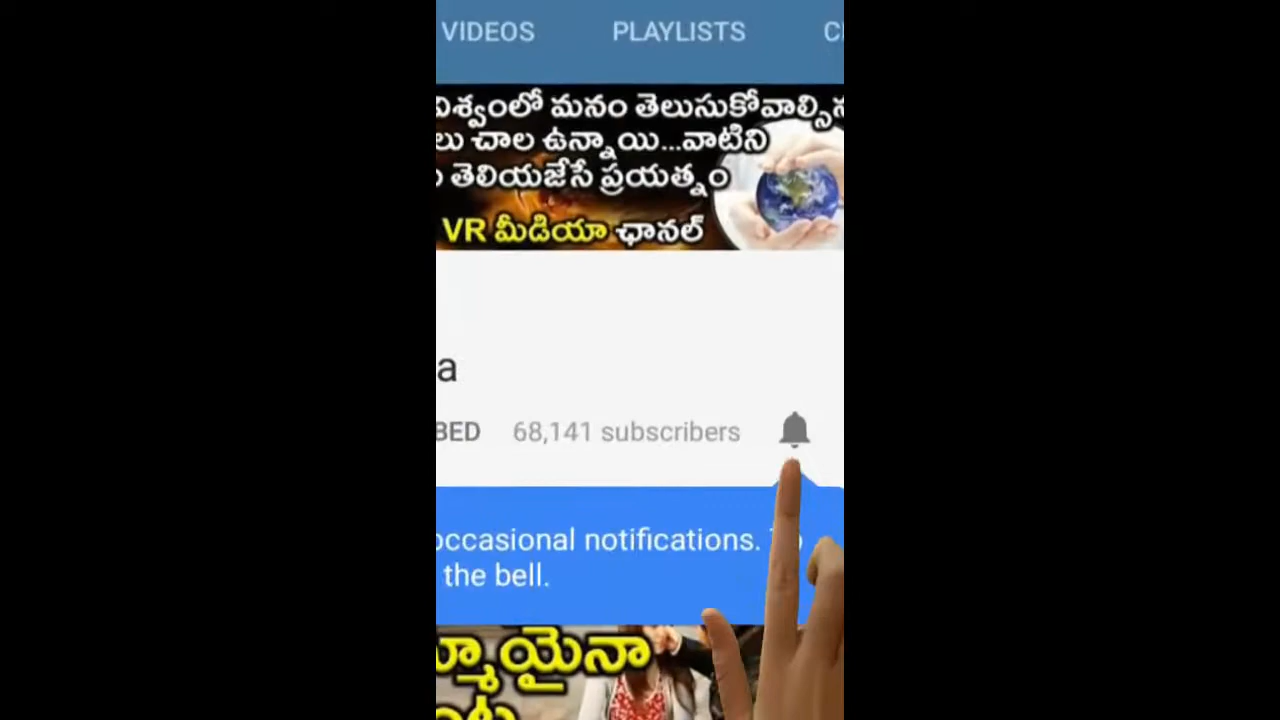 VIDEOS PLAYLISTS
విశ్వంలో మనం తెలుసుకోవాల్సిన
లు చాల ఉన్నాయి...వాటిని
తెలియజేసే ప్రయత్నం
VR మీడియా ఛానల్
a
BED 68,141 subscribers
occasional notifications.
the bell.
మ్మాయైనా